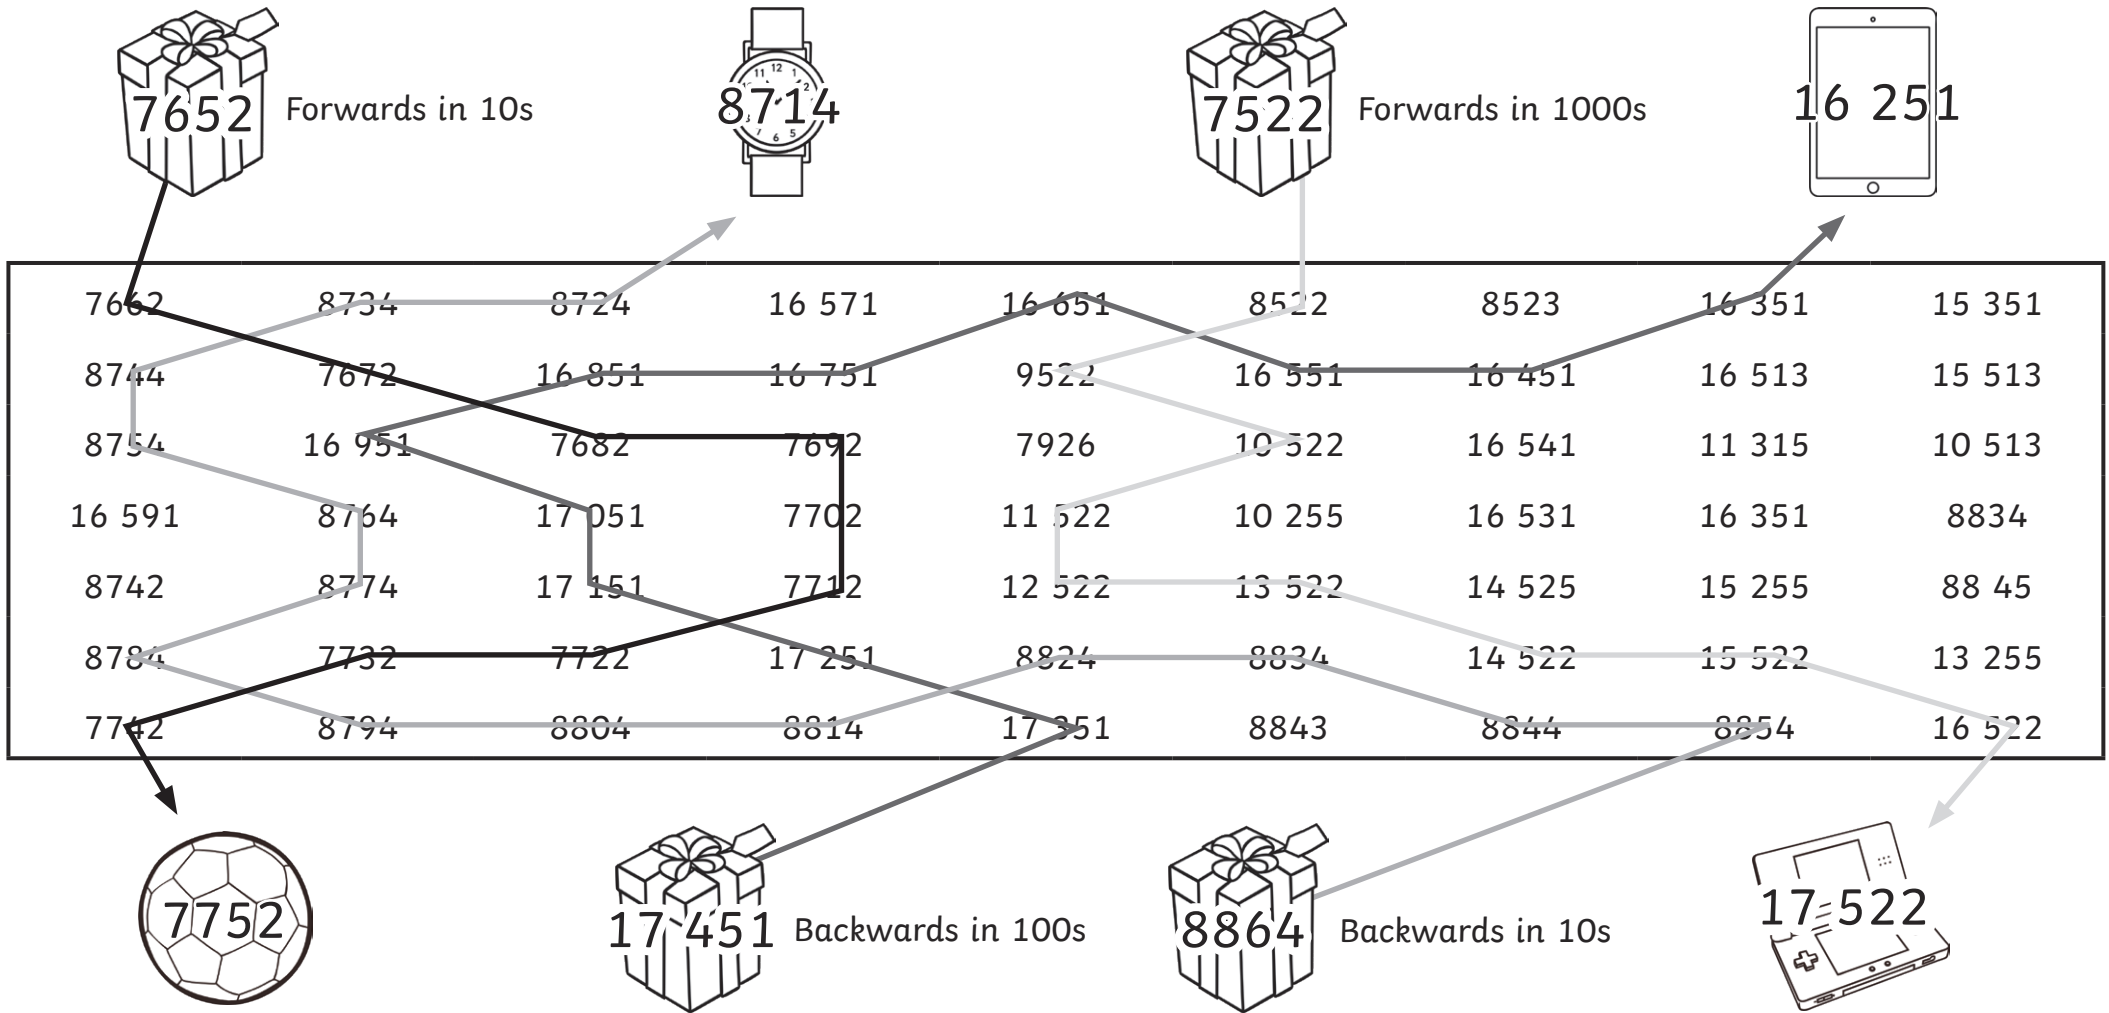 7652 Forwards in 10s 8714 7522 Forwards in 1000s 16 251
7662 8734 8724 16 571 16 651 8522 8523 16 351 15 351
8744 7672 16 851 16 751 9522 16 551 16 451 16 513 15 513
8754 16 951 7682 7692 7926 10 522 16 541 11 315 10 513
16 591 8764 17 051 7702 11 522 10 255 16 531 16 351 8834
8742 8774 17 151 7712 12 522 13 522 14 525 15 255 88 45
8784 7732 7722 17 251 8824 8834 14 522 15 522 13 255
7742 8794 8804 8814 17 351 8843 8844 8854 16 522
7752 17 451 Backwards in 100s 8864 Backwards in 10s 17 522